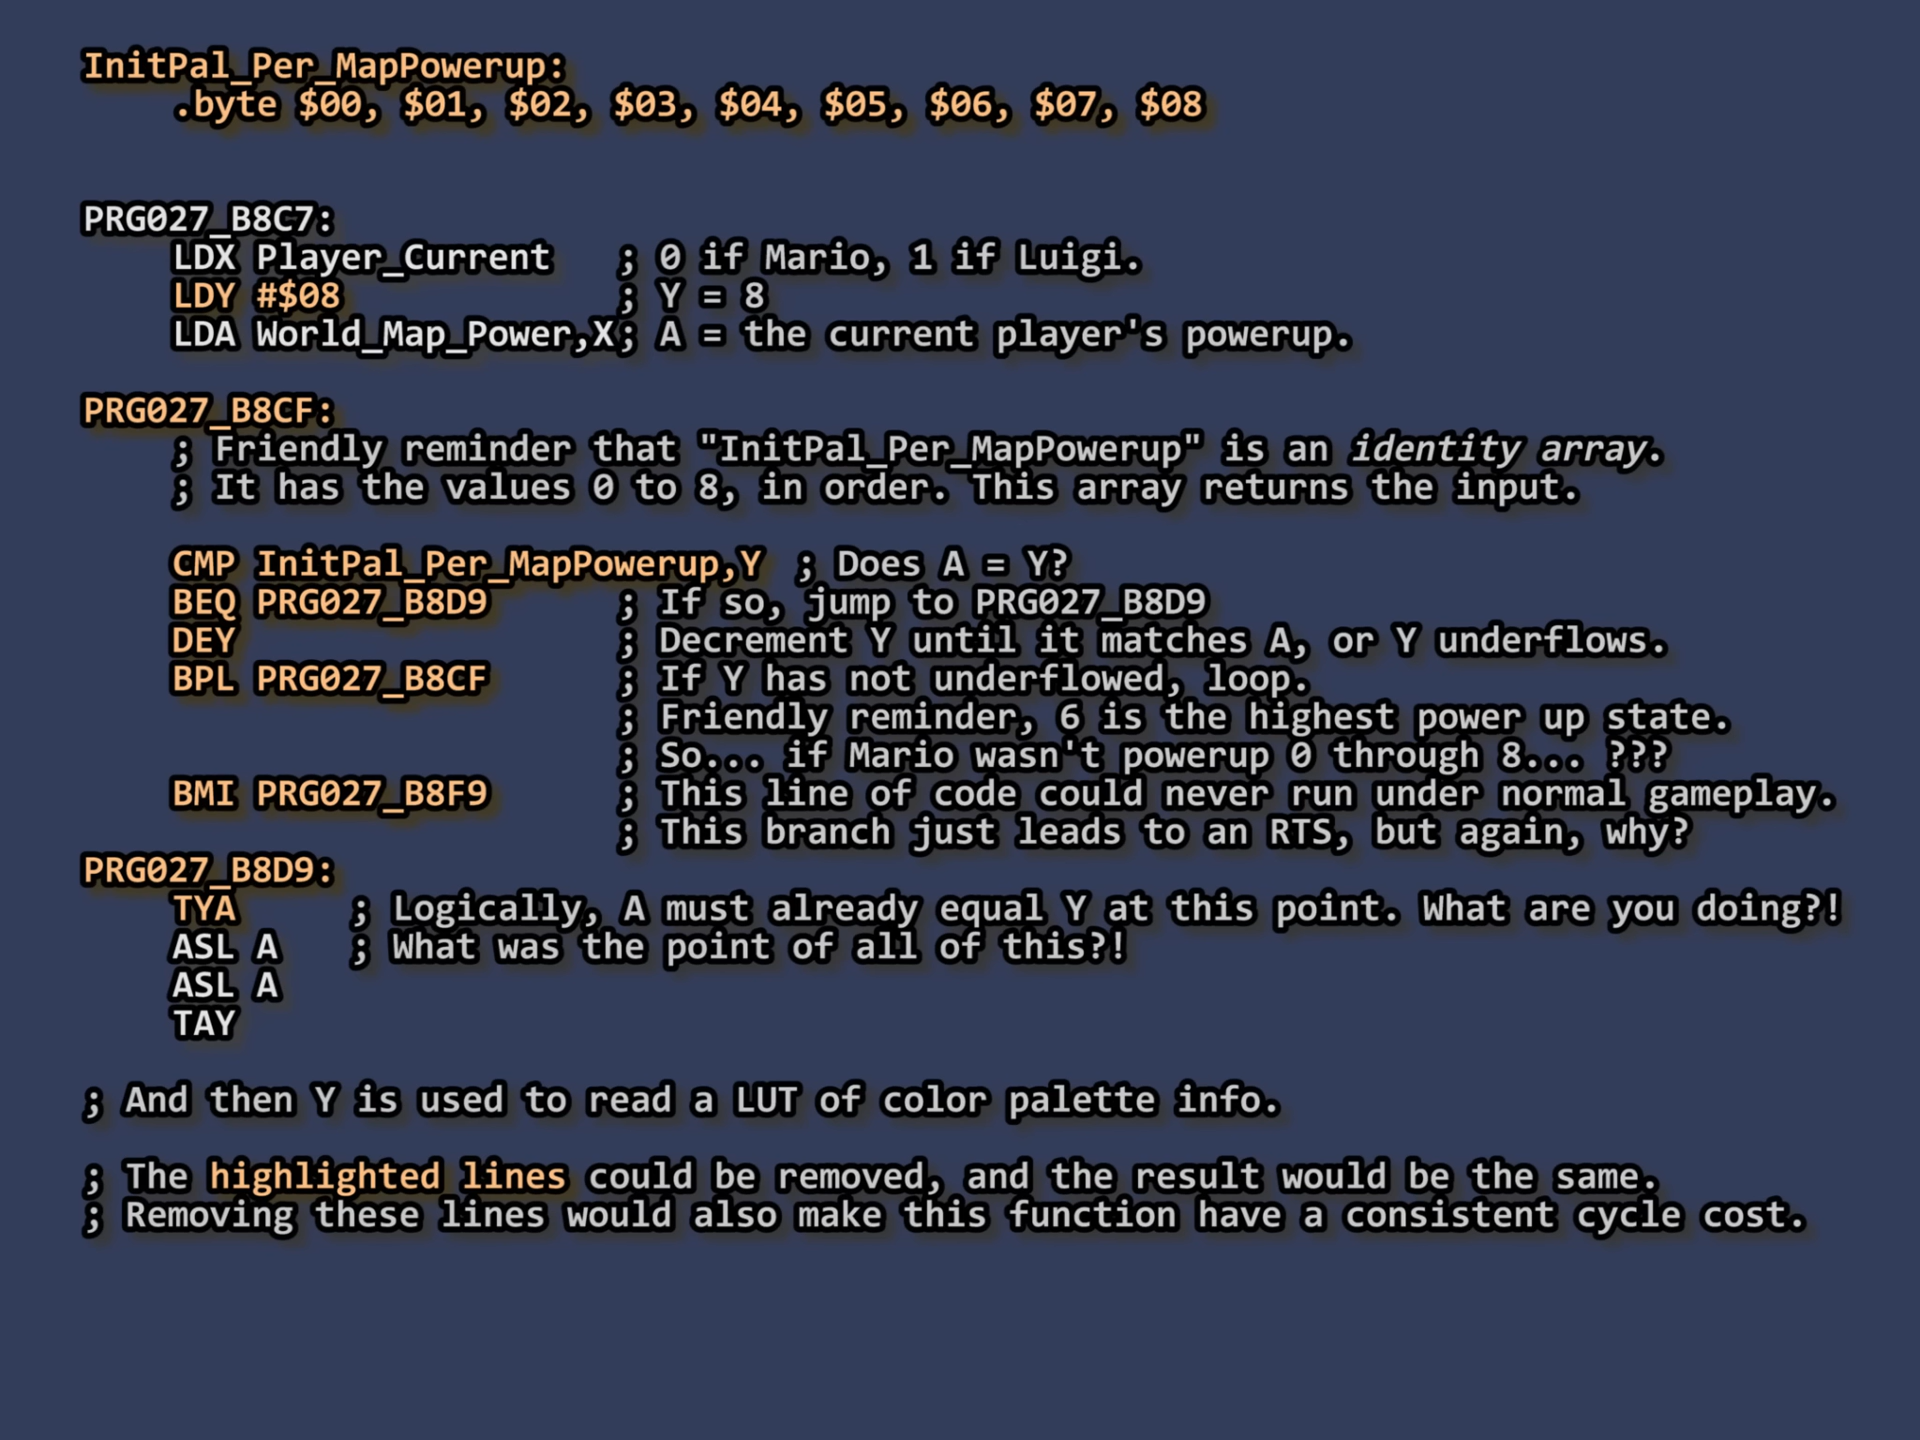 InitPal_Per_MapPowerup:
.byte $00, $01, $02, $03, $04, $05, $06, $07, $08
PRG027_B8C7:
LDX Player_Current ; 0 if Mario, 1 if Luigi.
LDY #$08 ; Y = 8
LDA World_Map_Power,X; A = the current player's powerup.
PRG027_B8CF:
; Friendly reminder that "InitPal_Per_MapPowerup" is an identity array.
; It has the values 0 to 8, in order. This array returns the input.
CMP InitPal_Per_MapPowerup,Y ; Does A = Y?
BEQ PRG027_B8D9 ; If so, jump to PRG027_B8D9
DEY ; Decrement Y until it matches A, or Y underflows.
BPL PRG027_B8CF ; If Y has not underflowed, loop.
; Friendly reminder, 6 is the highest power up state.
; So... if Mario wasn't powerup 0 through 8... ???
BMI PRG027_B8F9 ; This line of code could never run under normal gameplay.
; This branch just leads to an RTS, but again, why?
PRG027_B8D9:
TYA ; Logically, A must already equal Y at this point. What are you doing?!
ASL A ; What was the point of all of this?!
ASL A
TAY
; And then Y is used to read a LUT of color palette info.
; The highlighted lines could be removed, and the result would be the same.
; Removing these lines would also make this function have a consistent cycle cost.